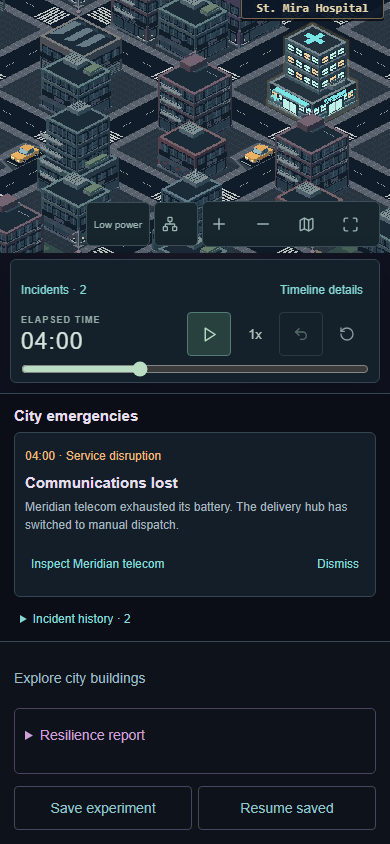 St. Mira Hospital
Low power
Incidents · 2
Timeline details
ELAPSED TIME
04:00
1x
City emergencies
04:00 · Service disruption
Communications lost
Meridian telecom exhausted its battery. The delivery hub has
switched to manual dispatch.
Inspect Meridian telecom
Dismiss
Incident history · 2
Explore city buildings
Resilience report
Save experiment
Resume saved